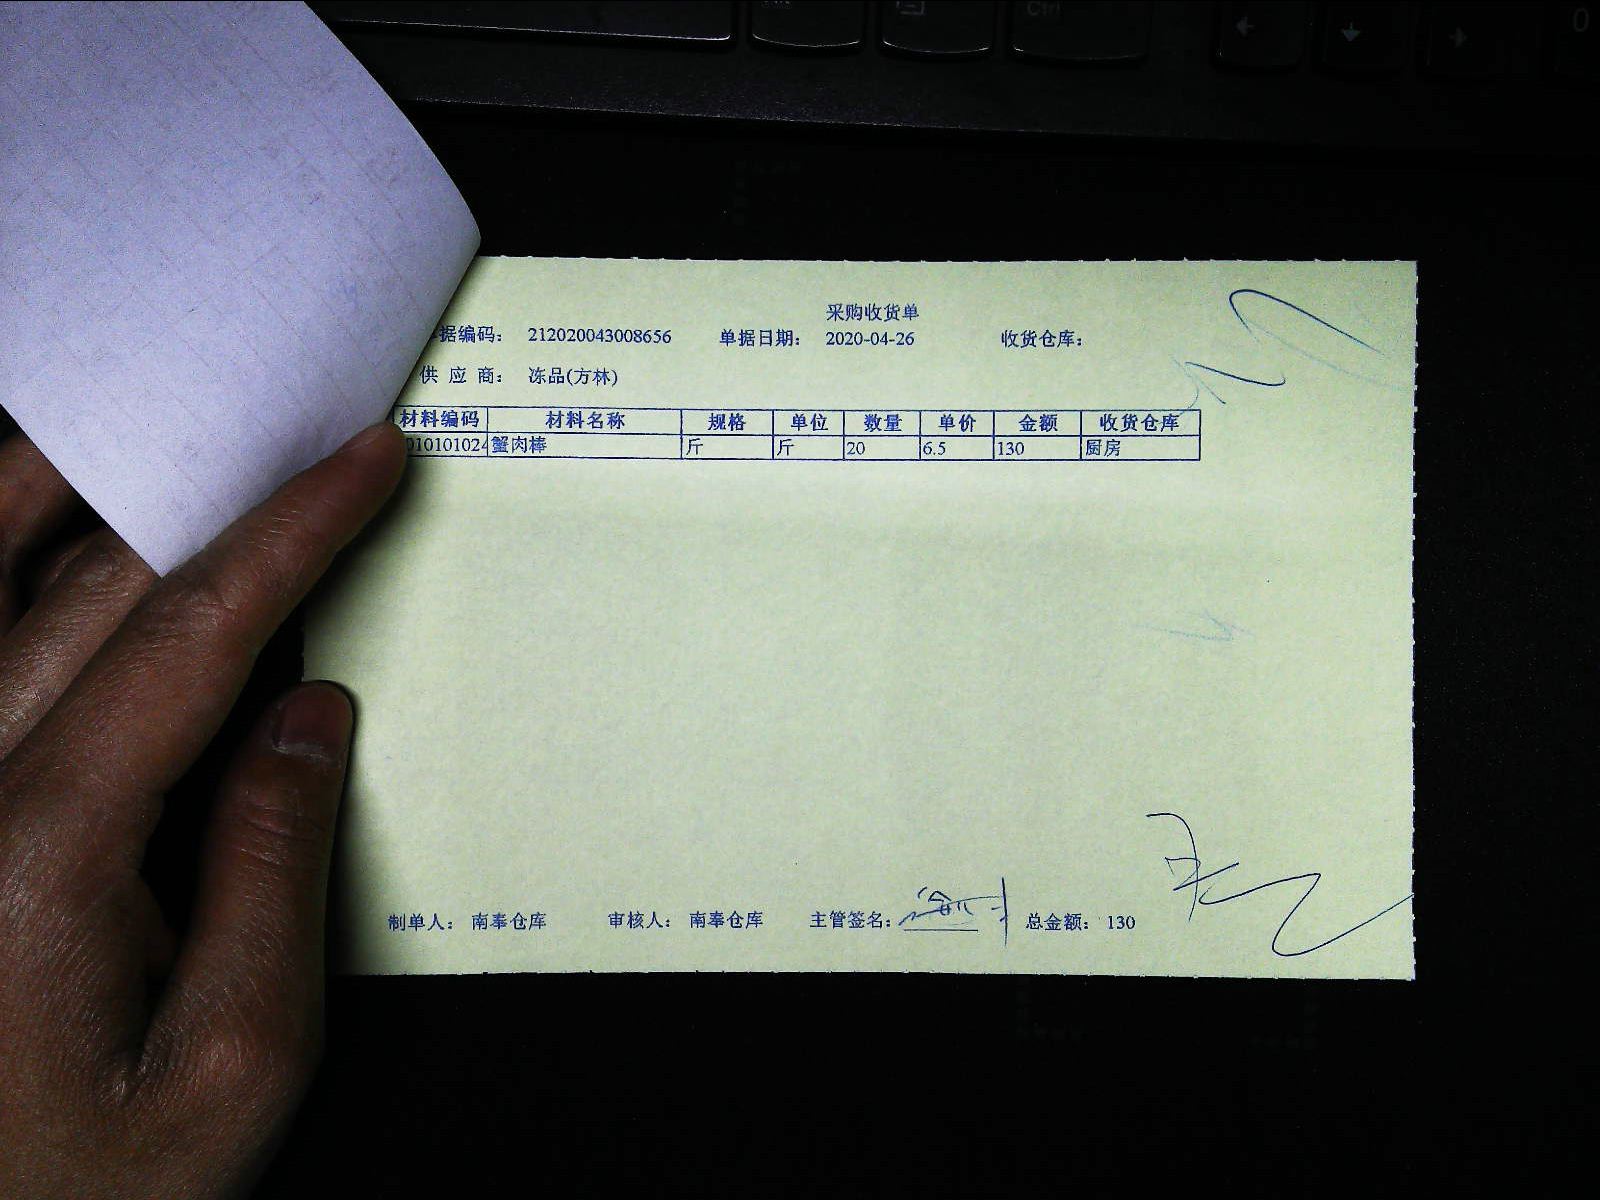 Ctrl
0
采购收货单
据编码： 212020043008656 单据日期： 2020-04-26 收货仓库：
供 应 商： 冻品(方林)
材料编码 材料名称 规格 单位 数量 单价 金额 收货仓库
010101024 蟹肉棒 斤 斤 20 6.5 130 厨房
制单人： 南奉仓库 审核人： 南奉仓库 主管签名： 总金额： 130